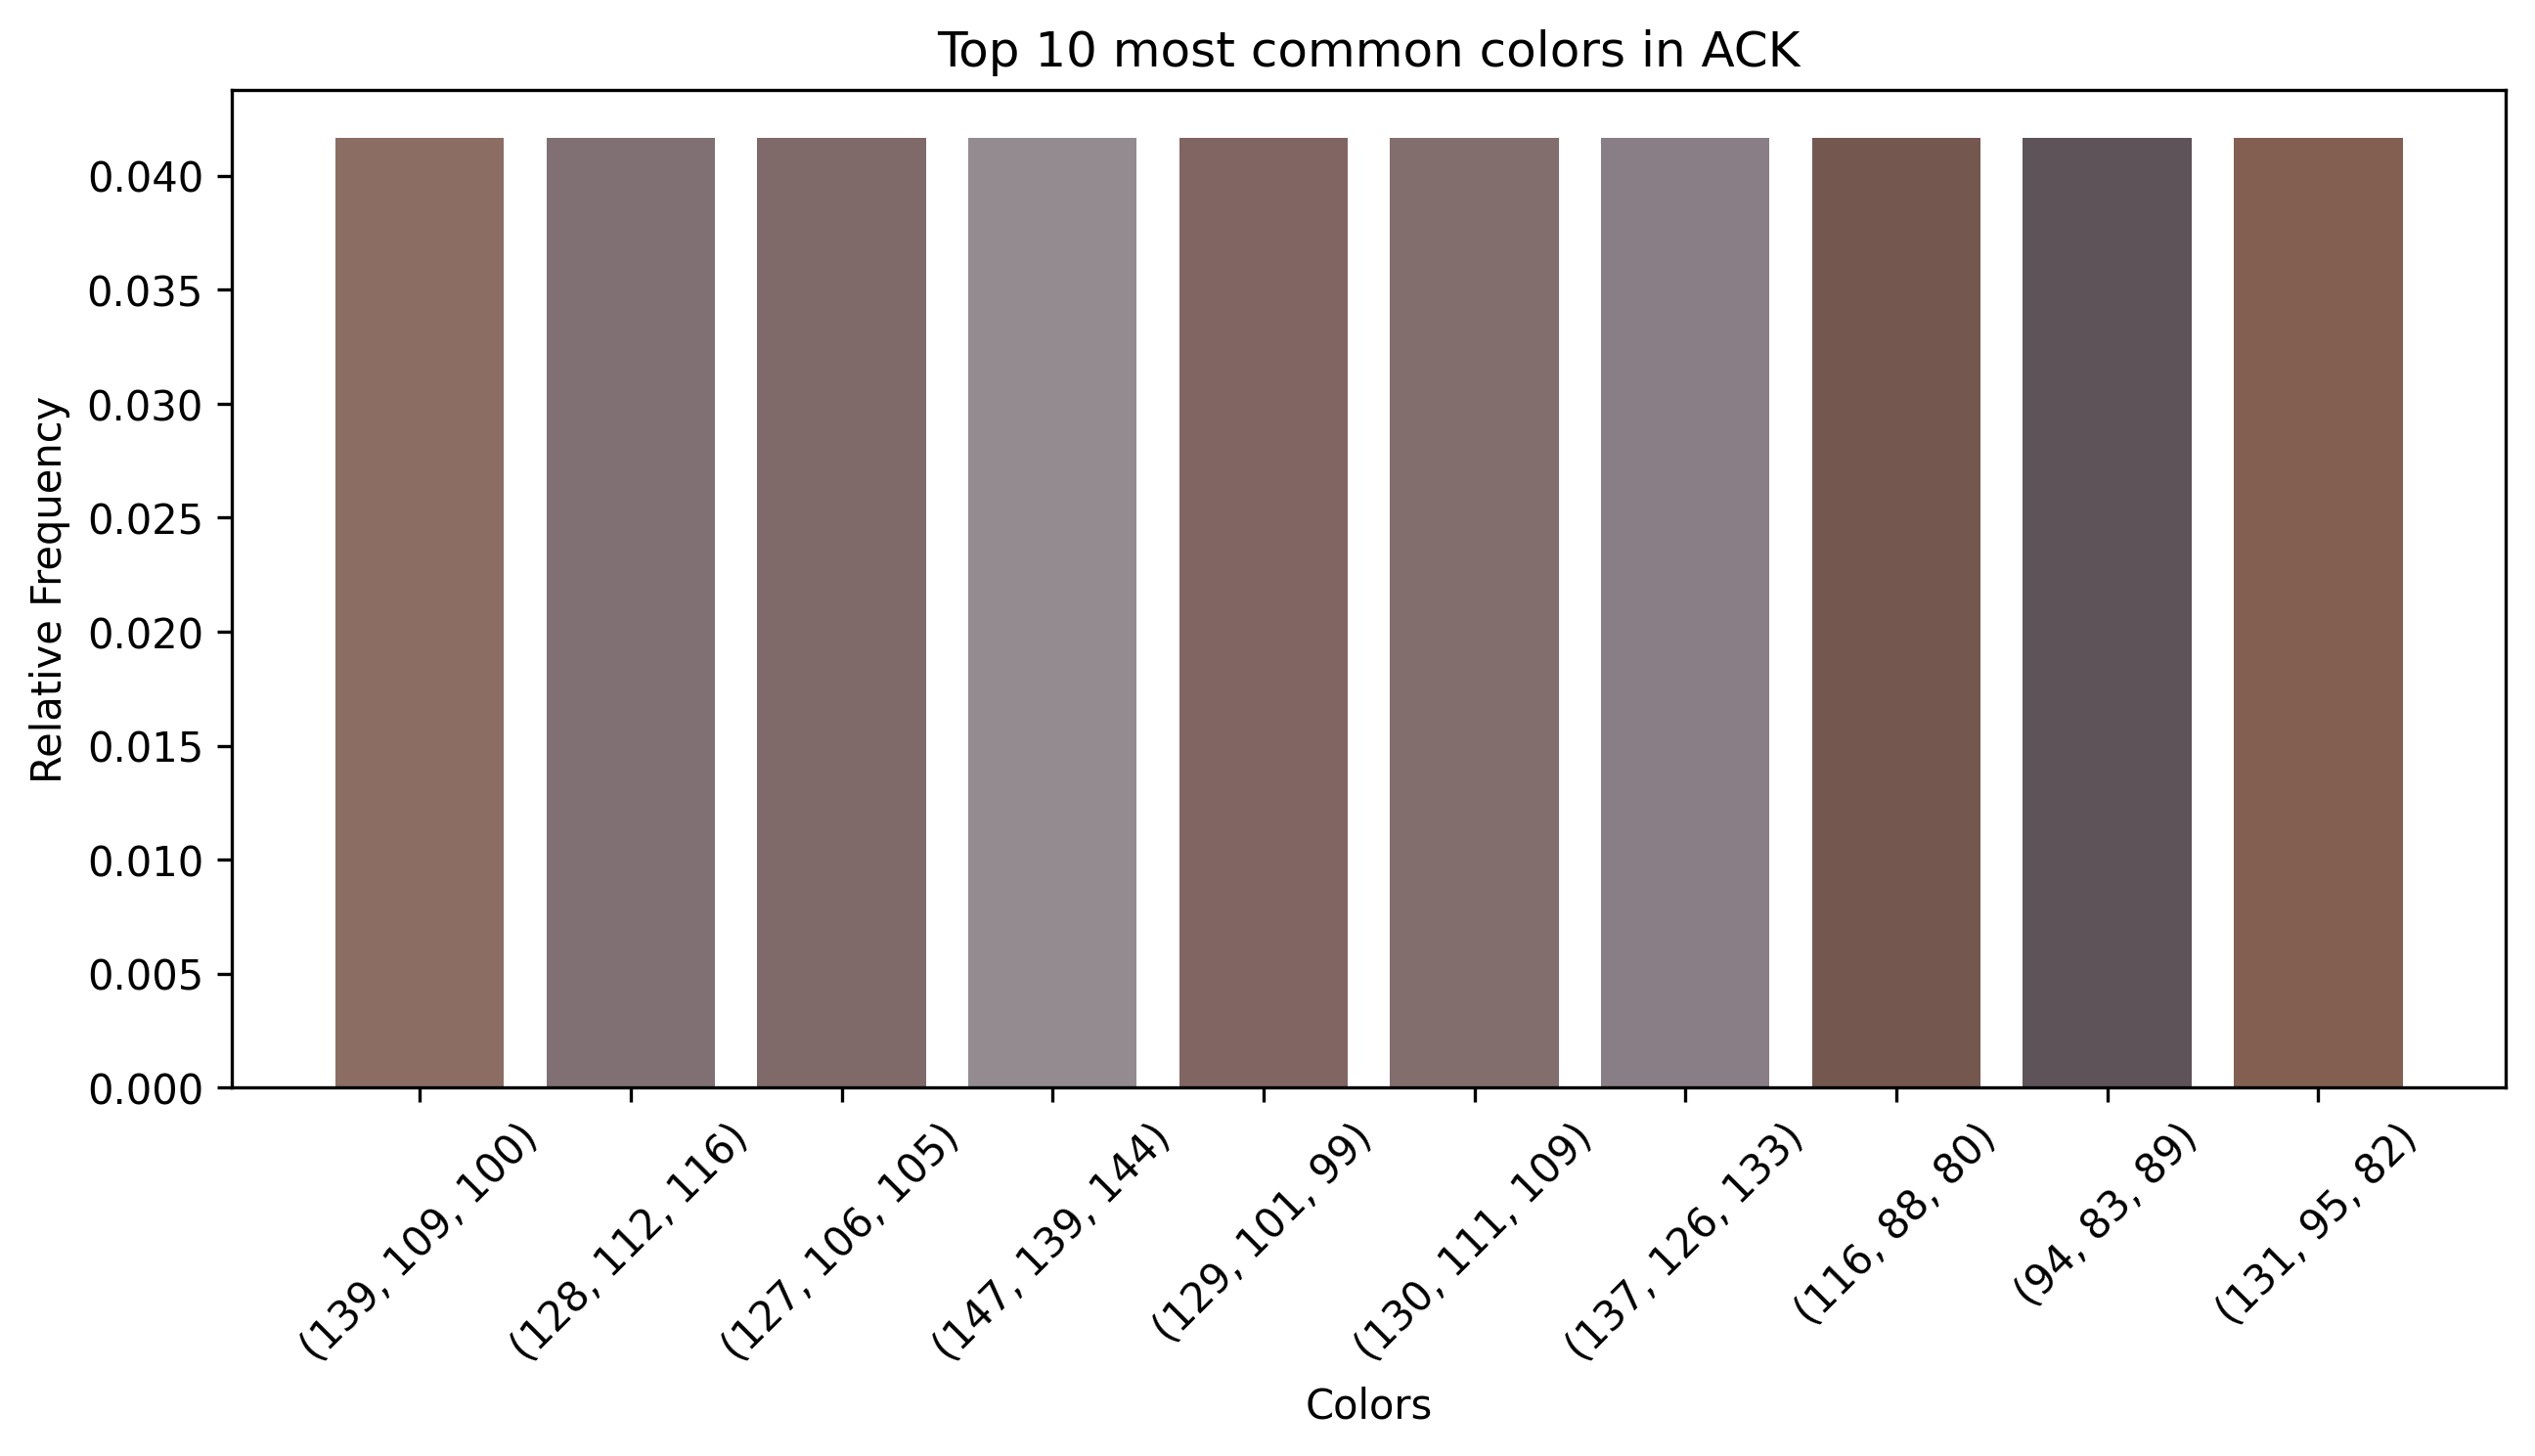 Top 10 most common colors in ACK
Relative Frequency
0.040
0.035
0.030
0.025
0.020
0.015
0.010
0.005
0.000
(139, 109, 100)
(128, 112, 116)
(127, 106, 105)
(147, 139, 144)
(129, 101, 99)
(130, 111, 109)
(137, 126, 133)
(116, 88, 80)
(94, 83, 89)
(131, 95, 82)
Colors